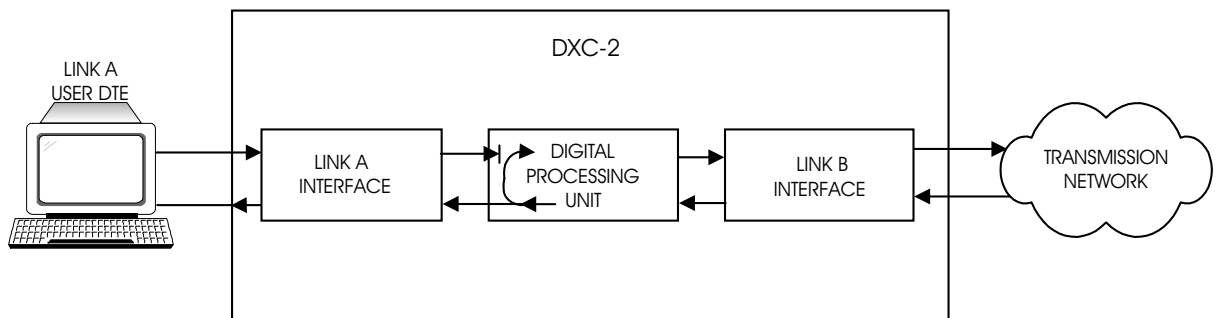 DXC-2
LINK A
USER DTE
LINK A
INTERFACE
DIGITAL
PROCESSING
UNIT
LINK B
INTERFACE
TRANSMISSION
NETWORK